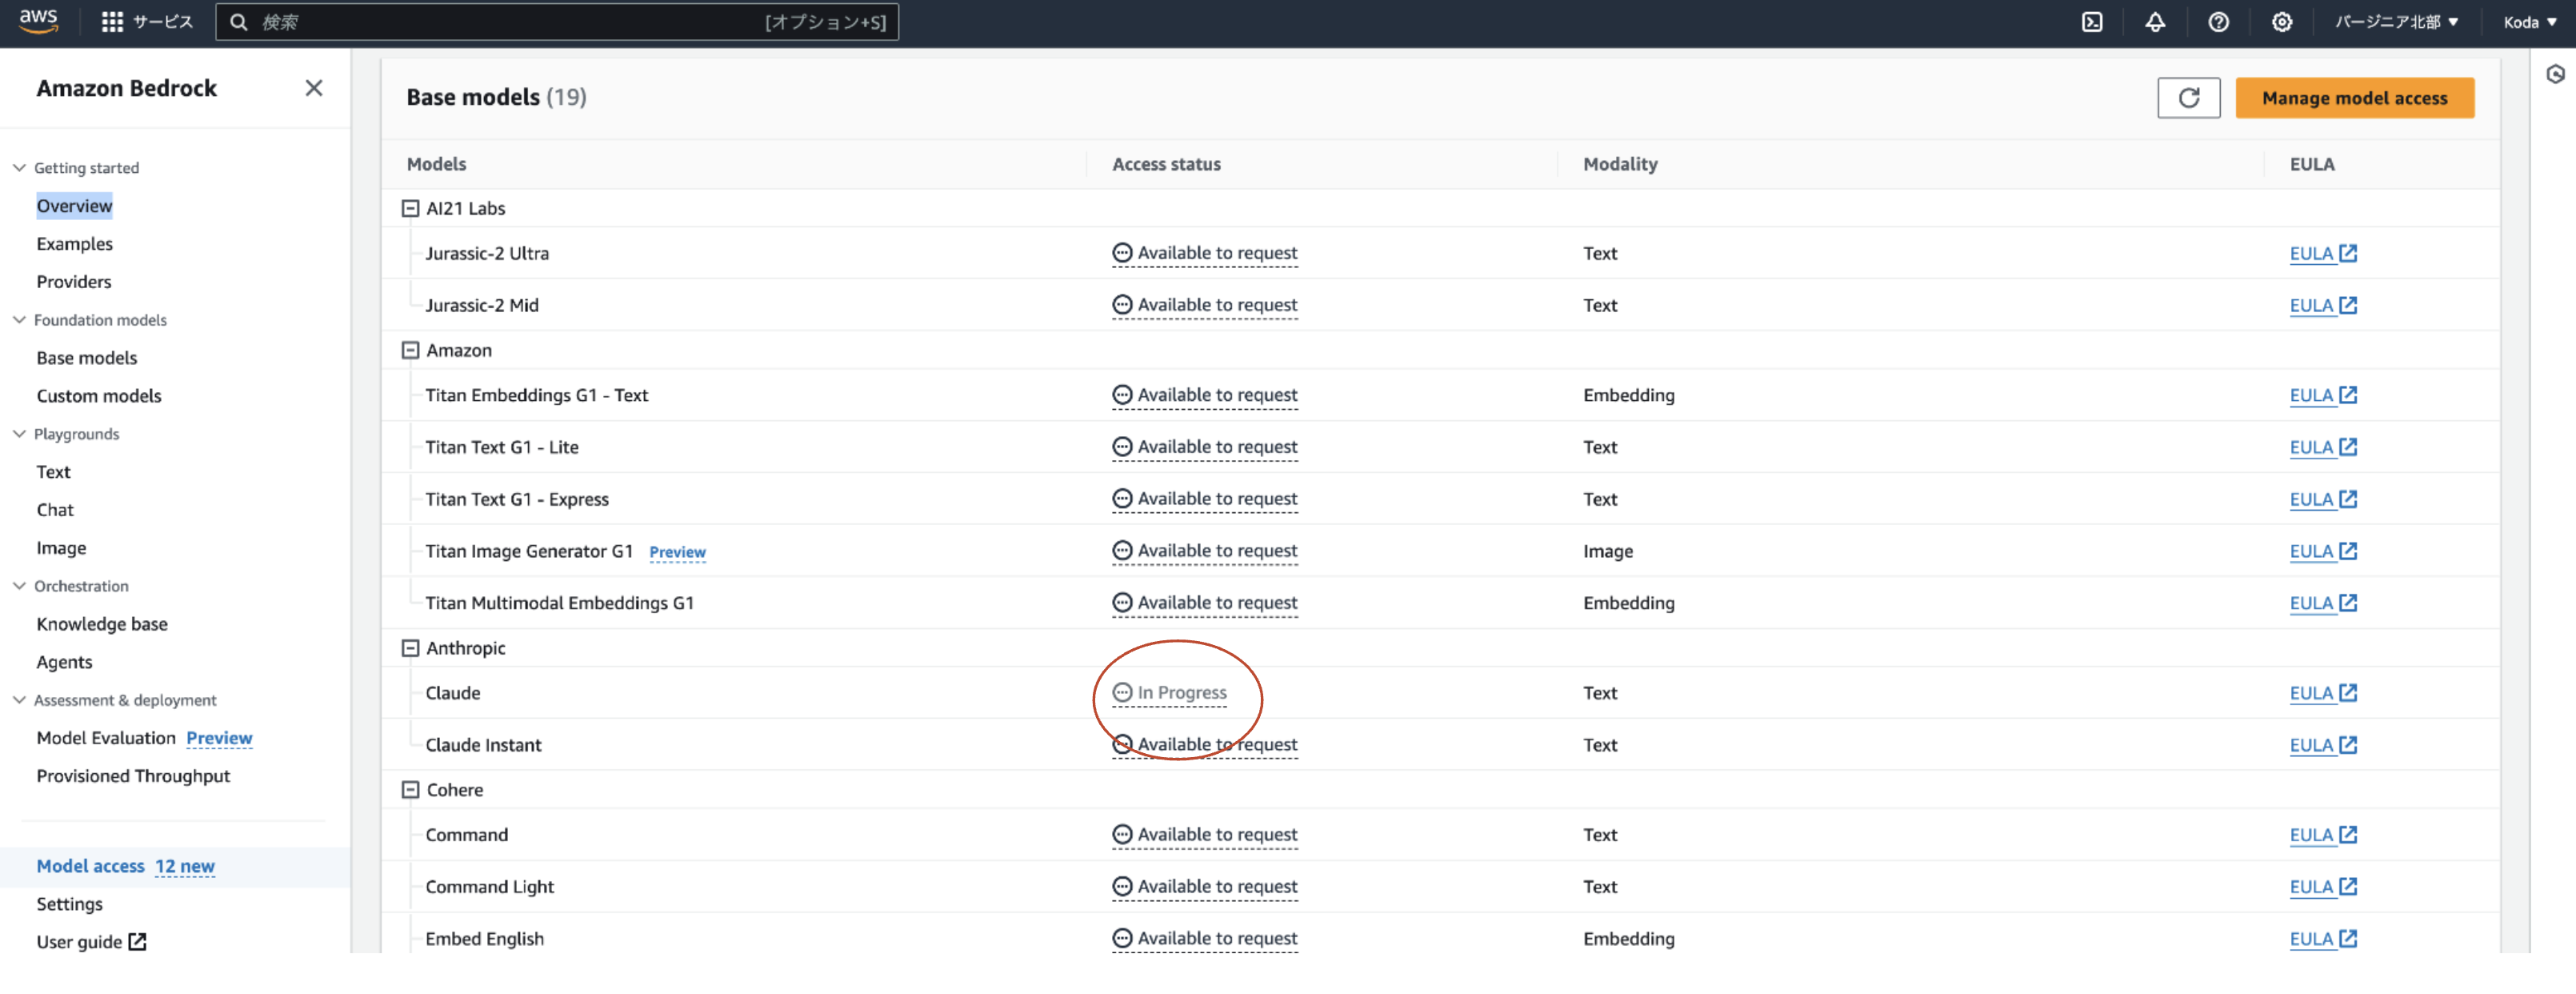 aws サービス 検索 [オプション+S] バージニア北部 ▼ Koda ▼
Amazon Bedrock
Getting started
Overview
Examples
Providers
Foundation models
Base models
Custom models
Playgrounds
Text
Chat
Image
Orchestration
Knowledge base
Agents
Assessment & deployment
Model Evaluation Preview
Provisioned Throughput
Model access 12 new
Settings
User guide
Base models (19) Manage model access
Models Access status Modality EULA
AI21 Labs
Jurassic-2 Ultra Available to request Text EULA
Jurassic-2 Mid Available to request Text EULA
Amazon
Titan Embeddings G1 - Text Available to request Embedding EULA
Titan Text G1 - Lite Available to request Text EULA
Titan Text G1 - Express Available to request Text EULA
Titan Image Generator G1 Preview Available to request Image EULA
Titan Multimodal Embeddings G1 Available to request Embedding EULA
Anthropic
Claude In Progress Text EULA
Claude Instant Available to request Text EULA
Cohere
Command Available to request Text EULA
Command Light Available to request Text EULA
Embed English Available to request Embedding EULA